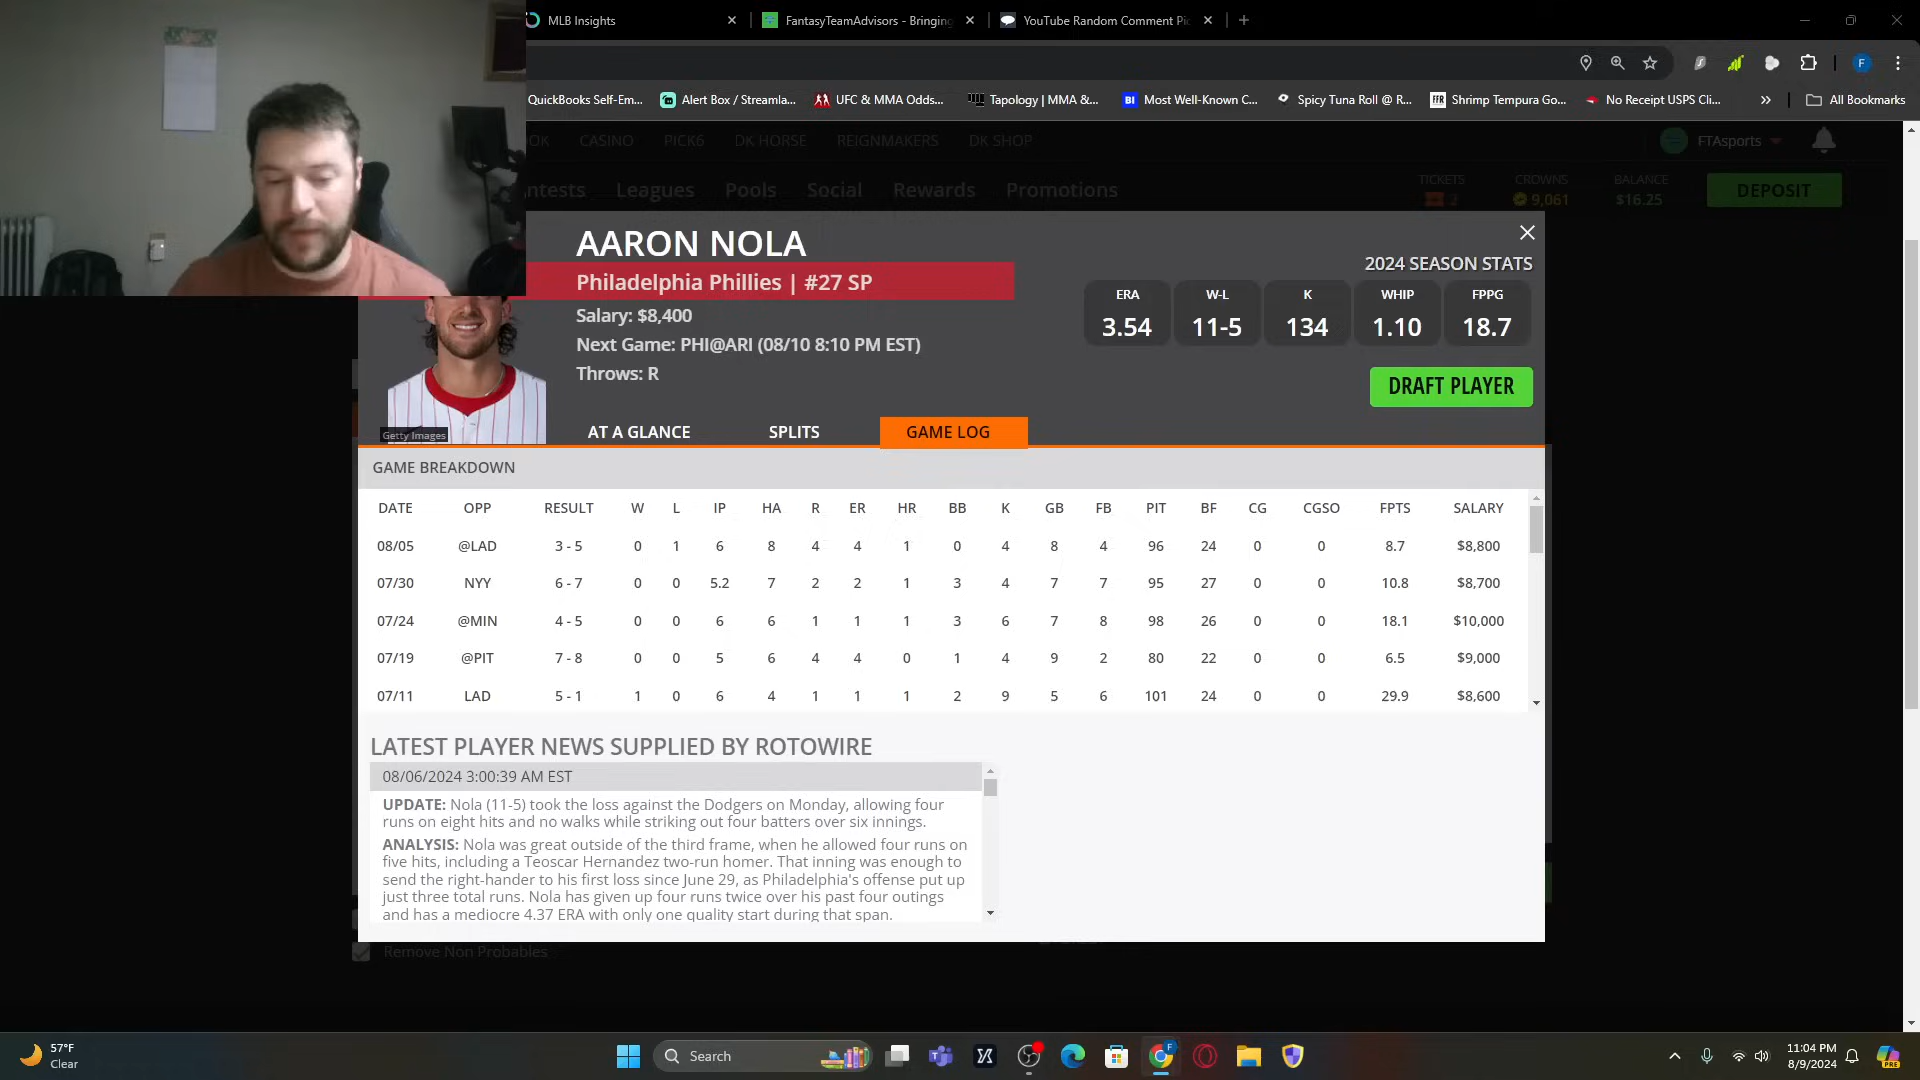 MLB Insights
FantasyTeamAdvisors - Bringing
YouTube Random Comment Pi
F
QuickBooks Self-Em...
Alert Box / Streamla...
UFC & MMA Odds...
Tapology | MMA &...
BI Most Well-Known C...
Spicy Tuna Roll @ R...
FFR Shrimp Tempura Go...
No Receipt USPS Cli...
All Bookmarks
OK CASINO PICK6 DK HORSE REIGNMAKERS DK SHOP
FTAsports
ntests Leagues Pools Social Rewards Promotions
TICKETS CROWNS BALANCE
2 9,061 $16.25
DEPOSIT
AARON NOLA
Philadelphia Phillies | #27 SP
Salary: $8,400
Next Game: PHI@ARI (08/10 8:10 PM EST)
Throws: R
2024 SEASON STATS
ERA W-L K WHIP FPPG
3.54 11-5 134 1.10 18.7
DRAFT PLAYER
Getty Images
AT A GLANCE SPLITS GAME LOG
GAME BREAKDOWN
DATE OPP RESULT W L IP HA R ER HR BB K GB FB PIT BF CG CGSO FPTS SALARY
08/05 @LAD 3 - 5 0 1 6 8 4 4 1 0 4 8 4 96 24 0 0 8.7 $8,800
07/30 NYY 6 - 7 0 0 5.2 7 2 2 1 3 4 7 7 95 27 0 0 10.8 $8,700
07/24 @MIN 4 - 5 0 0 6 6 1 1 1 3 6 7 8 98 26 0 0 18.1 $10,000
07/19 @PIT 7 - 8 0 0 5 6 4 4 0 1 4 9 2 80 22 0 0 6.5 $9,000
07/11 LAD 5 - 1 1 0 6 4 1 1 1 2 9 5 6 101 24 0 0 29.9 $8,600
LATEST PLAYER NEWS SUPPLIED BY ROTOWIRE
08/06/2024 3:00:39 AM EST
UPDATE: Nola (11-5) took the loss against the Dodgers on Monday, allowing four
runs on eight hits and no walks while striking out four batters over six innings.
ANALYSIS: Nola was great outside of the third frame, when he allowed four runs on
five hits, including a Teoscar Hernandez two-run homer. That inning was enough to
send the right-hander to his first loss since June 29, as Philadelphia's offense put up
just three total runs. Nola has given up four runs twice over his past four outings
and has a mediocre 4.37 ERA with only one quality start during that span.
Remove Non Probables
57°F
Clear
Search
11:04 PM
8/9/2024